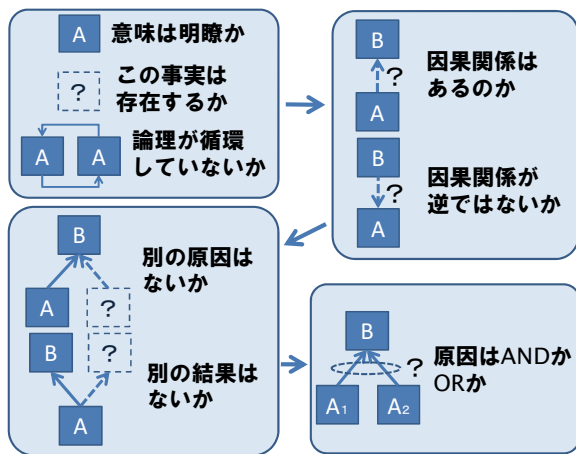 A 意味は明瞭か
? この事実は
存在するか
A A 論理が循環
していないか
B
? 因果関係は
あるのか
A
B
? 因果関係が
逆ではないか
A
B
別の原因は
ないか
A ?
B ?
別の結果は
ないか
A
B
? 原因はANDか
ORか
A₁ A₂